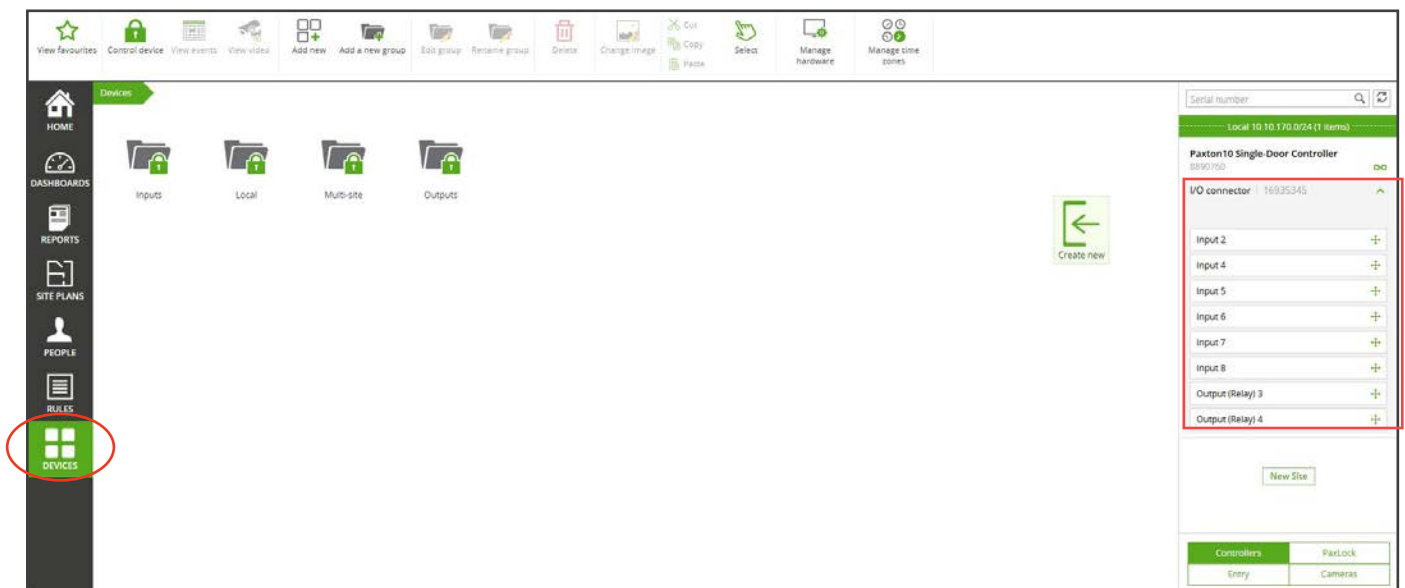 View favourites
Control device
View events
View video
Add new
Add a new group
Edit group
Rename group
Delete
Change image
Cut
Copy
Paste
Select
Manage
hardware
Manage time
zones
HOME
DASHBOARDS
REPORTS
SITE PLANS
PEOPLE
RULES
DEVICES
Devices
Inputs
Local
Multi-site
Outputs
Create new
Serial number
Local 10.10.170.0/24 (1 items)
Paxton10 Single-Door Controller
8890760
I/O connector | 16935345
Input 2
Input 4
Input 5
Input 6
Input 7
Input 8
Output (Relay) 3
Output (Relay) 4
New Site
Controllers
PaxLock
Entry
Cameras